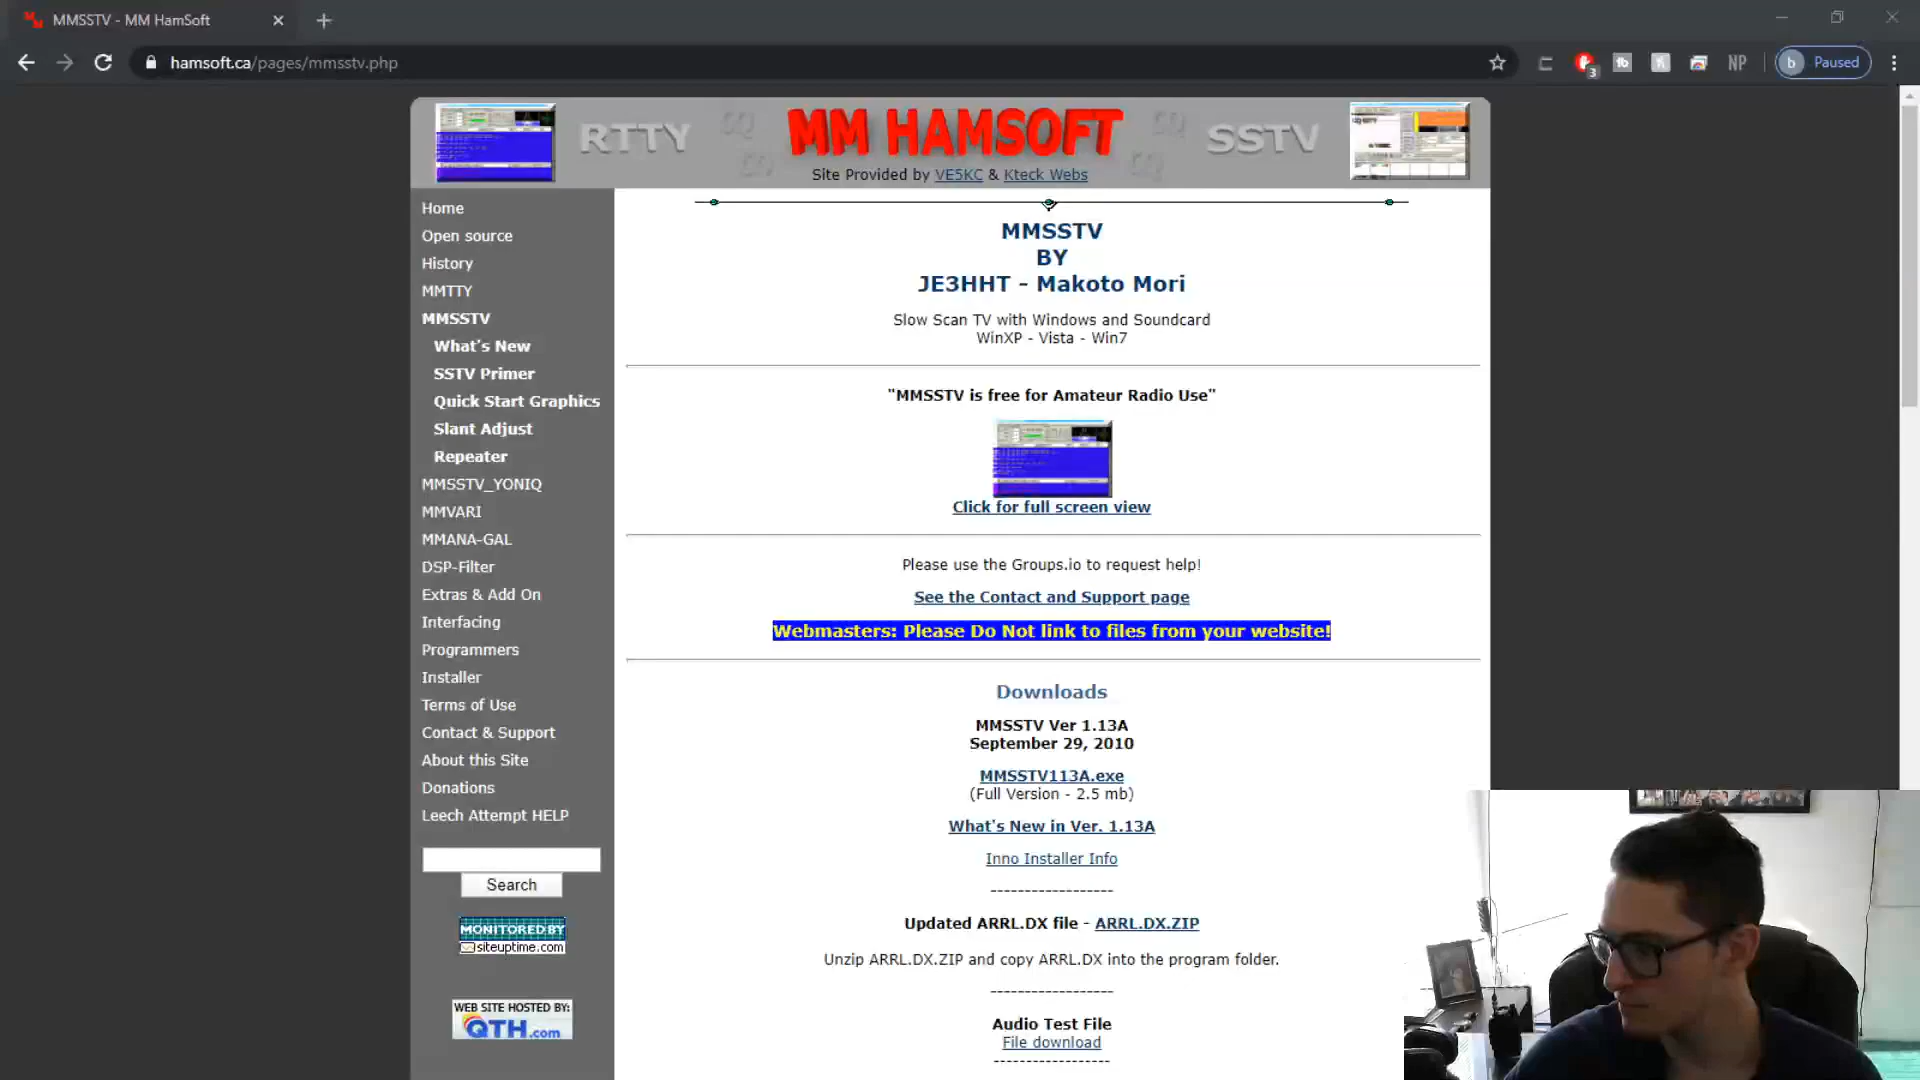 MMSSTV - MM HamSoft
hamsoft.ca/pages/mmsstv.php
3
NP
b Paused
RTTY
CQ
CQ
MM HAMSOFT
CQ
CQ
SSTV
Site Provided by VE5KC & Kteck Webs
Home
Open source
History
MMTTY
MMSSTV
What's New
SSTV Primer
Quick Start Graphics
Slant Adjust
Repeater
MMSSTV_YONIQ
MMVARI
MMANA-GAL
DSP-Filter
Extras & Add On
Interfacing
Programmers
Installer
Terms of Use
Contact & Support
About this Site
Donations
Leech Attempt HELP
Search
MONITORED BY
siteuptime.com
WEB SITE HOSTED BY:
QTH.com
MMSSTV
BY
JE3HHT - Makoto Mori
Slow Scan TV with Windows and Soundcard
WinXP - Vista - Win7
"MMSSTV is free for Amateur Radio Use"
Click for full screen view
Please use the Groups.io to request help!
See the Contact and Support page
Webmasters: Please Do Not link to files from your website!
Downloads
MMSSTV Ver 1.13A
September 29, 2010
MMSSTV113A.exe
(Full Version - 2.5 mb)
What's New in Ver. 1.13A
Inno Installer Info
------------------
Updated ARRL.DX file - ARRL.DX.ZIP
Unzip ARRL.DX.ZIP and copy ARRL.DX into the program folder.
------------------
Audio Test File
File download
-----------------